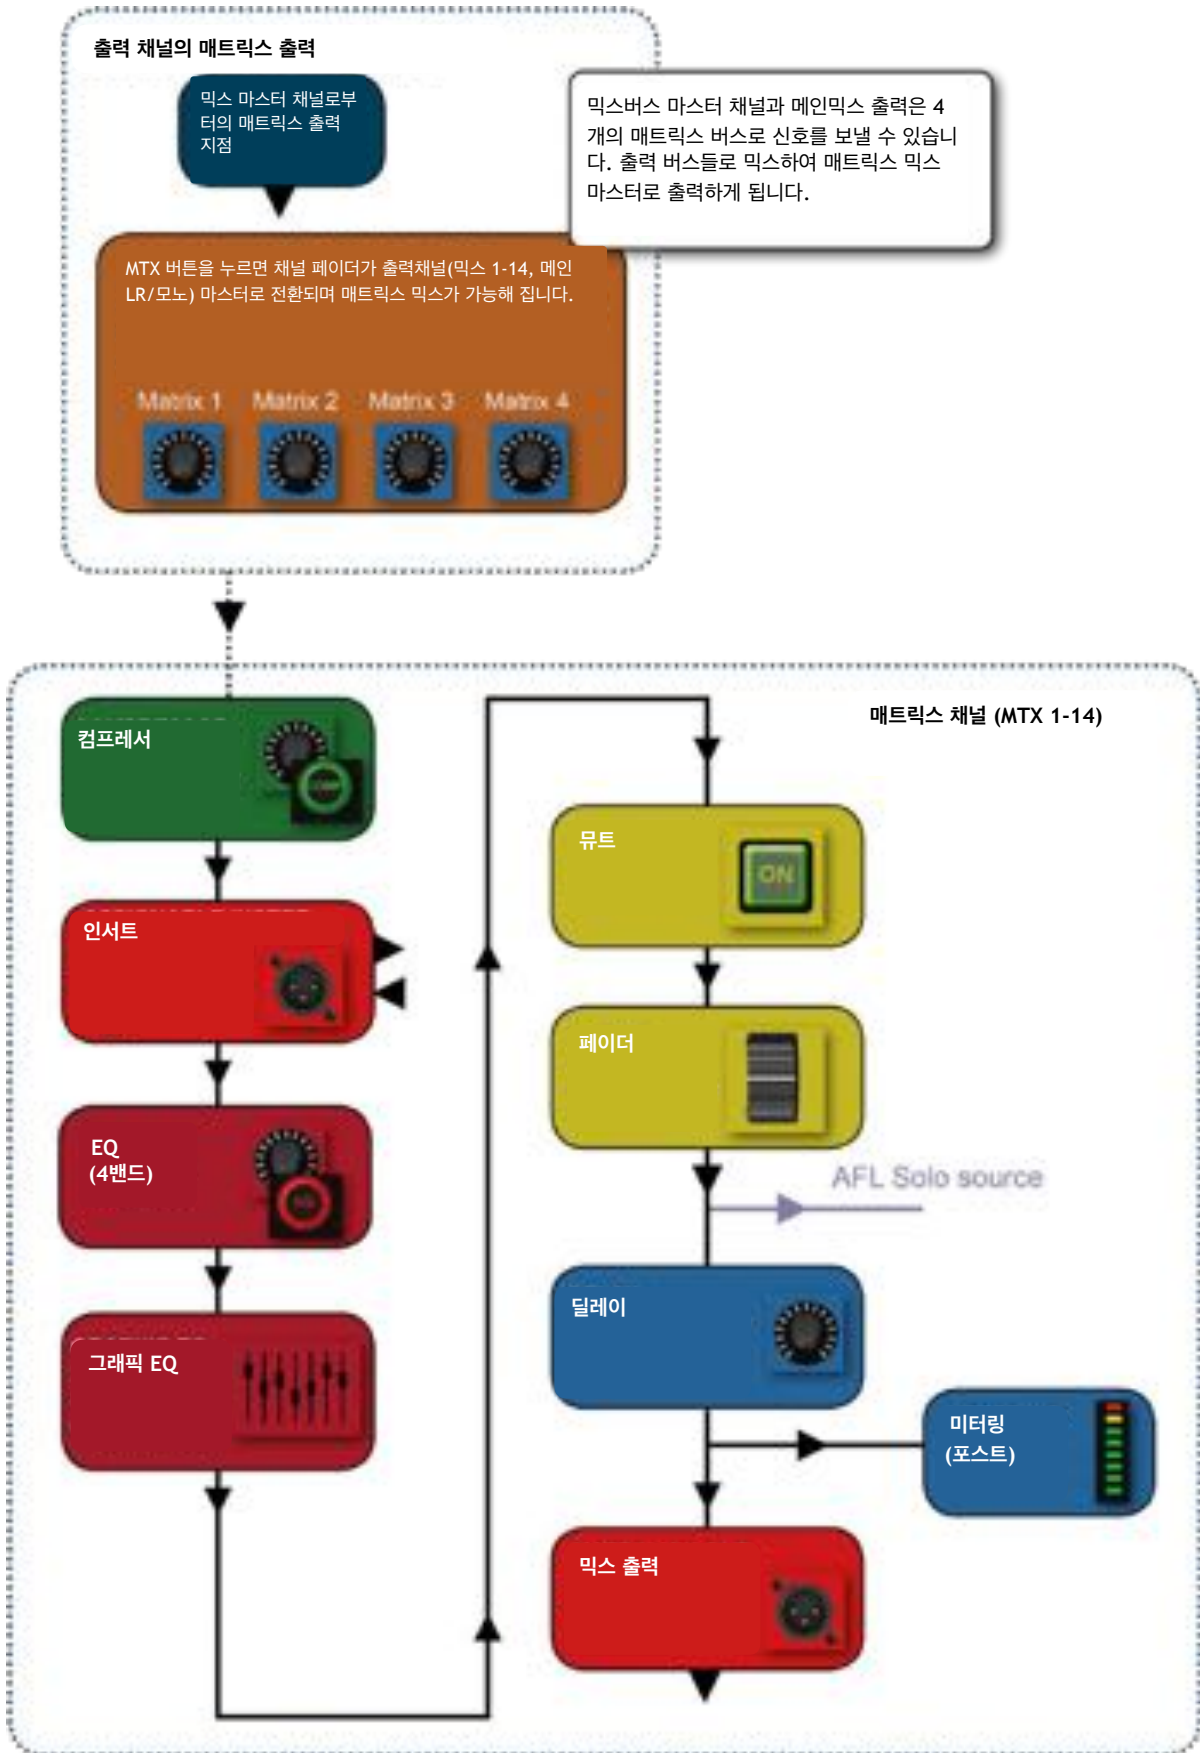 출력 채널의 매트릭스 출력
믹스 마스터 채널로부
터의 매트릭스 출력
지점
믹스버스 마스터 채널과 메인믹스 출력은 4
개의 매트릭스 버스로 신호를 보낼 수 있습니
다. 출력 버스들로 믹스하여 매트릭스 믹스
마스터로 출력하게 됩니다.
MTX 버튼을 누르면 채널 페이더가 출력채널(믹스 1-14, 메인
LR/모노) 마스터로 전환되며 매트릭스 믹스가 가능해 집니다.
Matrix 1 Matrix 2 Matrix 3 Matrix 4
매트릭스 채널 (MTX 1-14)
컴프레서
인서트
EQ
(4밴드)
그래픽 EQ
뮤트
ON
페이더
AFL Solo source
딜레이
미터링
(포스트)
믹스 출력